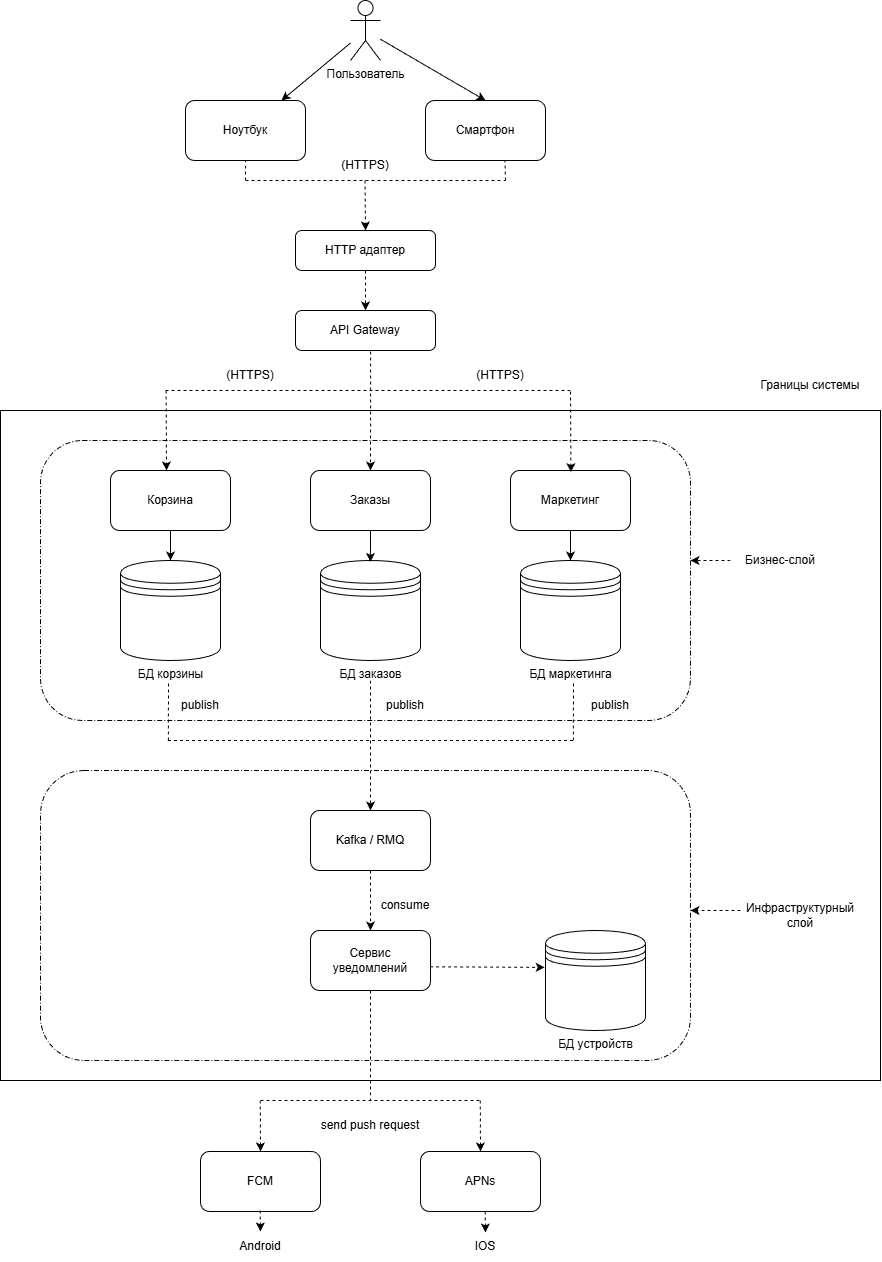 Пользователь
Ноутбук
Смартфон
(HTTPS)
HTTP адаптер
API Gateway
(HTTPS)
(HTTPS)
Границы системы
Корзина
Заказы
Маркетинг
Бизнес-слой
БД корзины
БД заказов
БД маркетинга
publish
publish
publish
Kafka / RMQ
consume
Инфраструктурный
слой
Сервис
уведомлений
БД устройств
send push request
FCM
APNs
Android
IOS